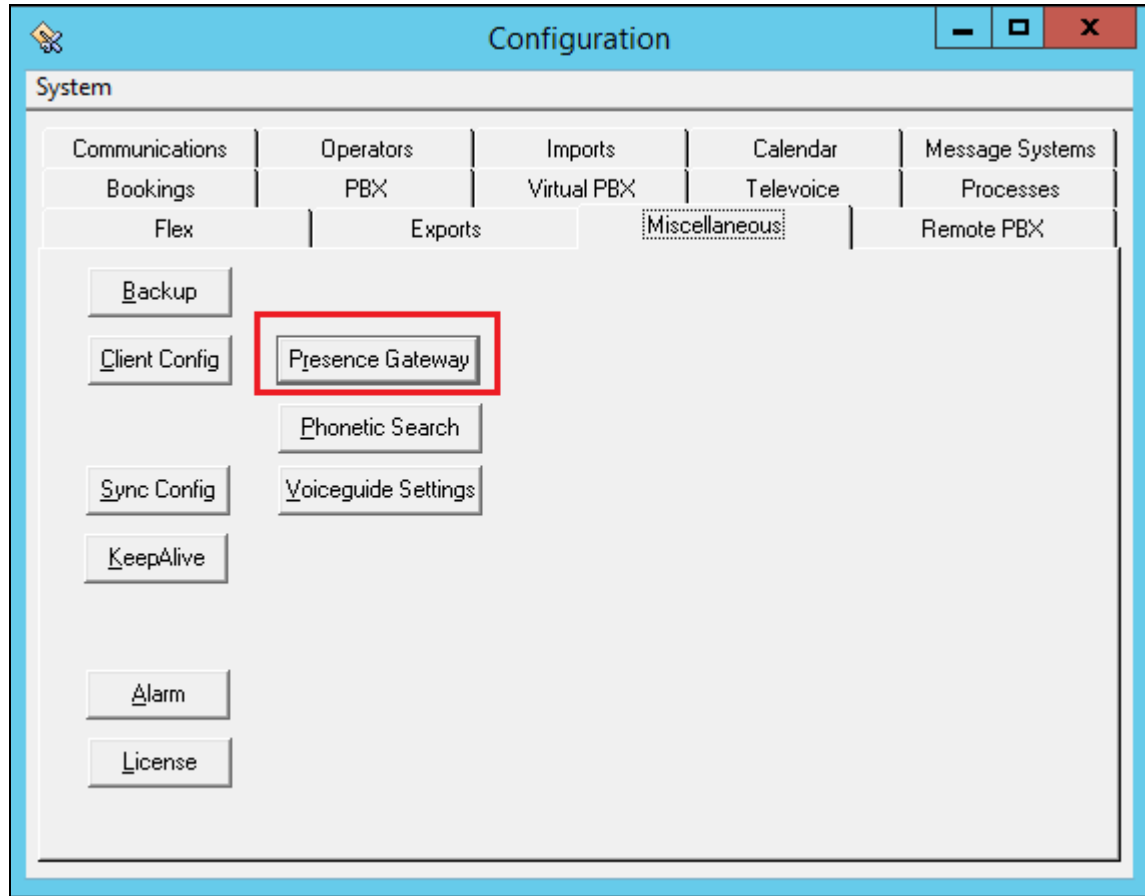 Configuration
System
Communications Operators Imports Calendar Message Systems
Bookings PBX Virtual PBX Televoice Processes
Flex Exports Miscellaneous Remote PBX
Backup
Client Config Presence Gateway
Phonetic Search
Sync Config Voiceguide Settings
KeepAlive
Alarm
License